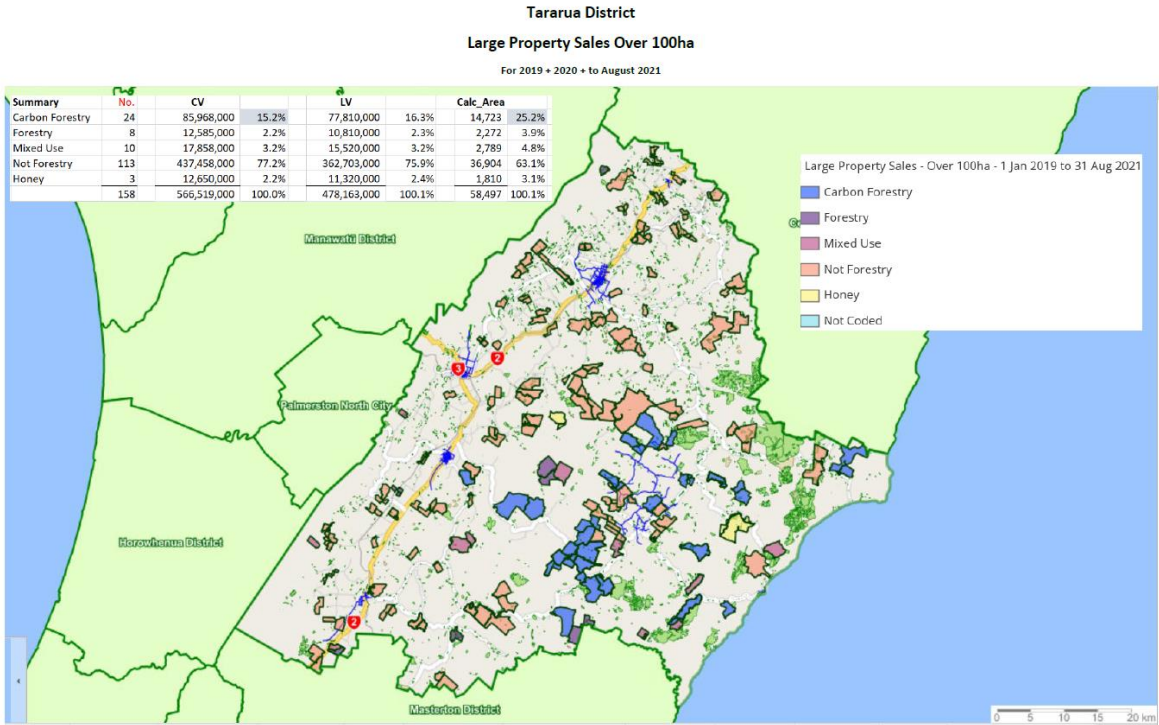 Tararua District
Large Property Sales Over 100ha
For 2019 + 2020 + to August 2021
Summary No. CV LV Calc_Area
Carbon Forestry 24 85,968,000 15.2% 77,810,000 16.3% 14,723 25.2%
Forestry 8 12,585,000 2.2% 10,810,000 2.3% 2,272 3.9%
Mixed Use 10 17,858,000 3.2% 15,520,000 3.2% 2,789 4.8%
Not Forestry 113 437,458,000 77.2% 362,703,000 75.9% 36,904 63.1%
Honey 3 12,650,000 2.2% 11,320,000 2.4% 1,810 3.1%
158 566,519,000 100.0% 478,163,000 100.1% 58,497 100.1%
Large Property Sales - Over 100ha - 1 Jan 2019 to 31 Aug 2021
Carbon Forestry
Forestry
Mixed Use
Not Forestry
Honey
Not Coded
Manawatū District
2
3
Palmerston North City
Horowhenua District
2
Masterton District
0 5 10 15 20 km